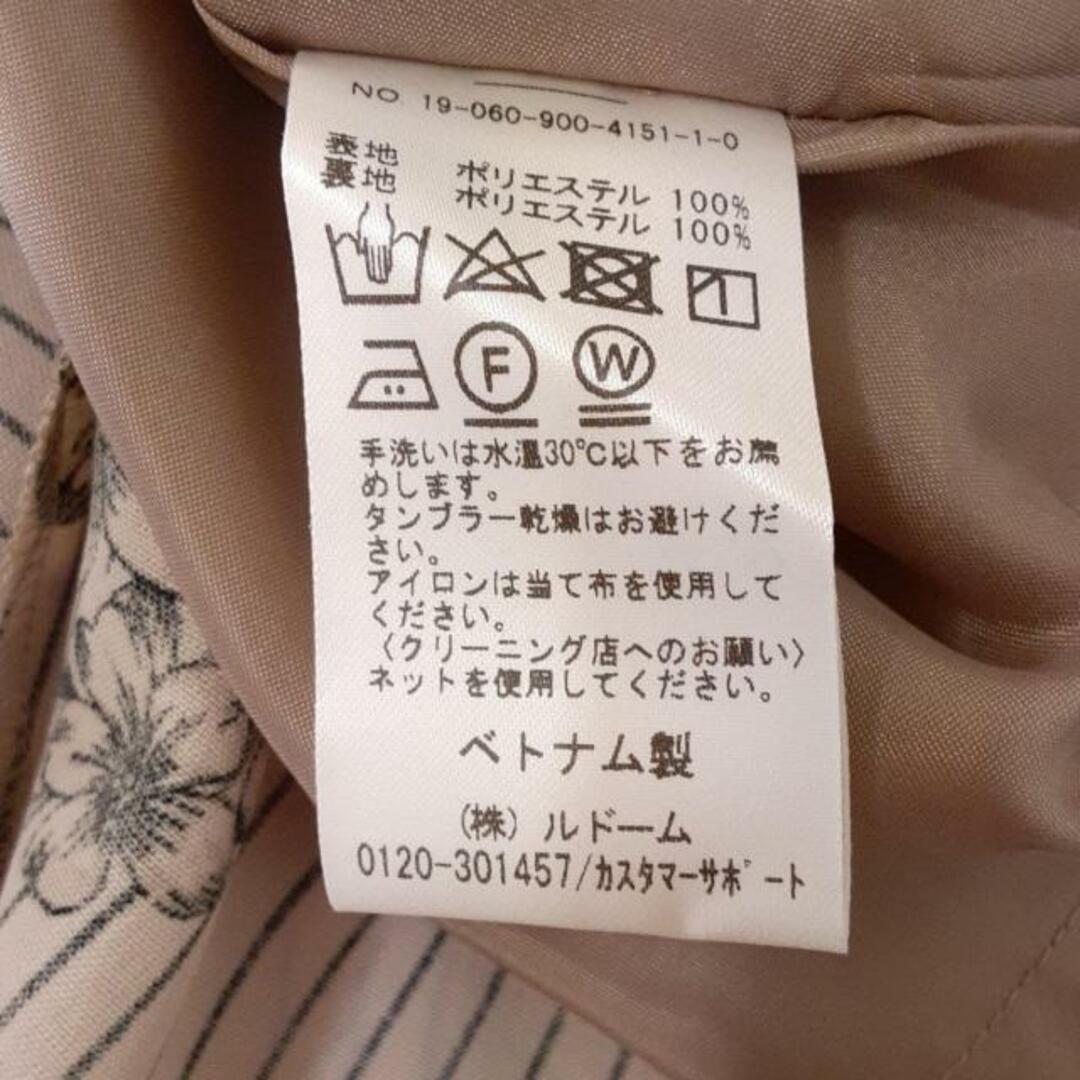 NO 19-060-900-4151-1-0
表地 ポリエステル 100%
裏地 ポリエステル 100%
F W
手洗いは水温30℃以下をお薦
めします。
タンブラー乾燥はお避けくだ
さい。
アイロンは当て布を使用して
ください。
〈クリーニング店へのお願い〉
ネットを使用してください。
ベトナム製
(株) ルドーム
0120-301457/カスタマーサポート